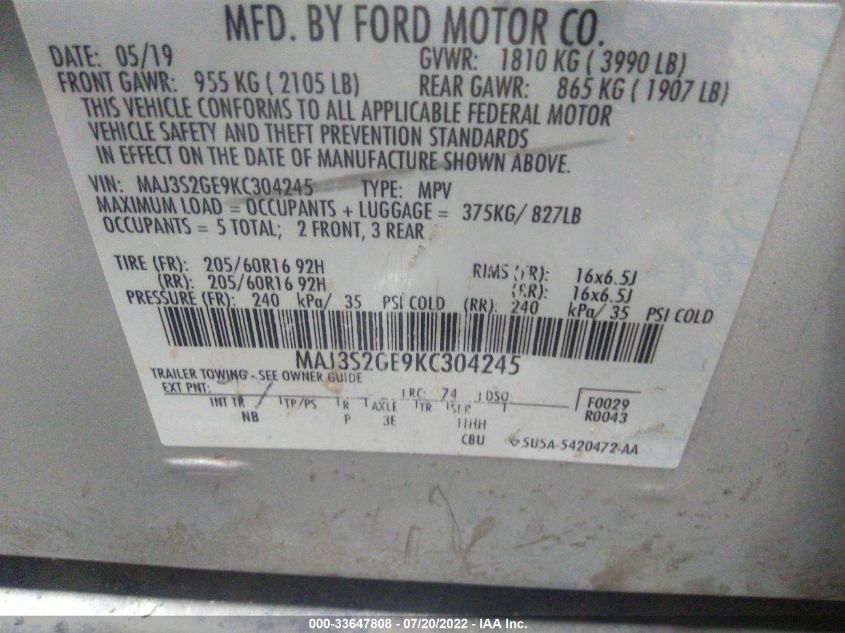 MFD. BY FORD MOTOR CO.
DATE: 05/19 GVWR: 1810 KG ( 3990 LB)
FRONT GAWR: 955 KG ( 2105 LB) REAR GAWR: 865 KG ( 1907 LB)
THIS VEHICLE CONFORMS TO ALL APPLICABLE FEDERAL MOTOR
VEHICLE SAFETY AND THEFT PREVENTION STANDARDS
IN EFFECT ON THE DATE OF MANUFACTURE SHOWN ABOVE.
VIN: MAJ3S2GE9KC304245 TYPE: MPV
MAXIMUM LOAD = OCCUPANTS + LUGGAGE = 375KG/ 827LB
OCCUPANTS = 5 TOTAL; 2 FRONT, 3 REAR
TIRE (FR): 205/60R16 92H RIMS (FR): 16x6.5J
(RR): 205/60R16 92H (RR): 16x6.5J
PRESSURE (FR): 240 kPa/ 35 PSI COLD (RR): 240 kPa/ 35 PSI COLD
MAJ3S2GE9KC304245
TRAILER TOWING - SEE OWNER GUIDE
EXT PNT: RC: 74 DSO F0029
INT TR TP/PS R AXLE TR R0043
NB P 3E 11HH
CBU SU5A-5420472-AA
000-33647808 - 07/20/2022 - IAA Inc.